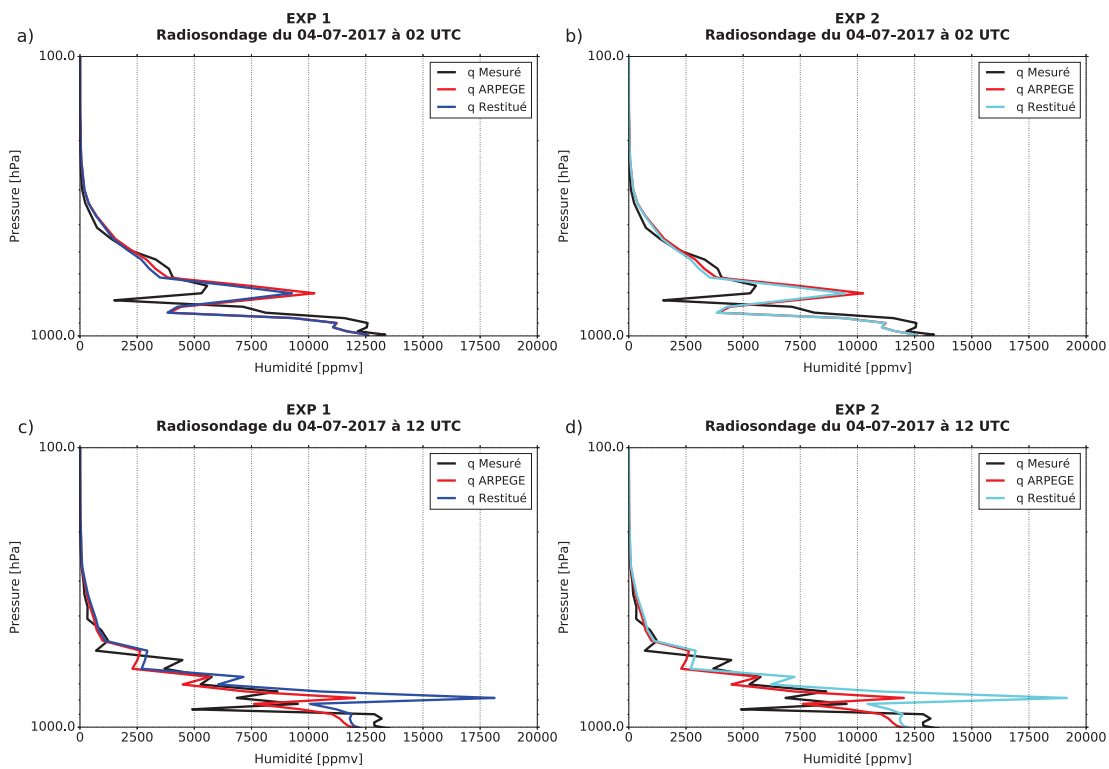 EXP 1
a)
Radiosondage du 04-07-2017 à 02 UTC
100.0
q Mesuré
q ARPEGE
q Restitué
Pressure [hPa]
1000.0
0 2500 5000 7500 10000 12500 15000 17500 20000
Humidité [ppmv]
EXP 2
b)
Radiosondage du 04-07-2017 à 02 UTC
100.0
q Mesuré
q ARPEGE
q Restitué
Pressure [hPa]
1000.0
0 2500 5000 7500 10000 12500 15000 17500 20000
Humidité [ppmv]
EXP 1
c)
Radiosondage du 04-07-2017 à 12 UTC
100.0
q Mesuré
q ARPEGE
q Restitué
Pressure [hPa]
1000.0
0 2500 5000 7500 10000 12500 15000 17500 20000
Humidité [ppmv]
EXP 2
d)
Radiosondage du 04-07-2017 à 12 UTC
100.0
q Mesuré
q ARPEGE
q Restitué
Pressure [hPa]
1000.0
0 2500 5000 7500 10000 12500 15000 17500 20000
Humidité [ppmv]